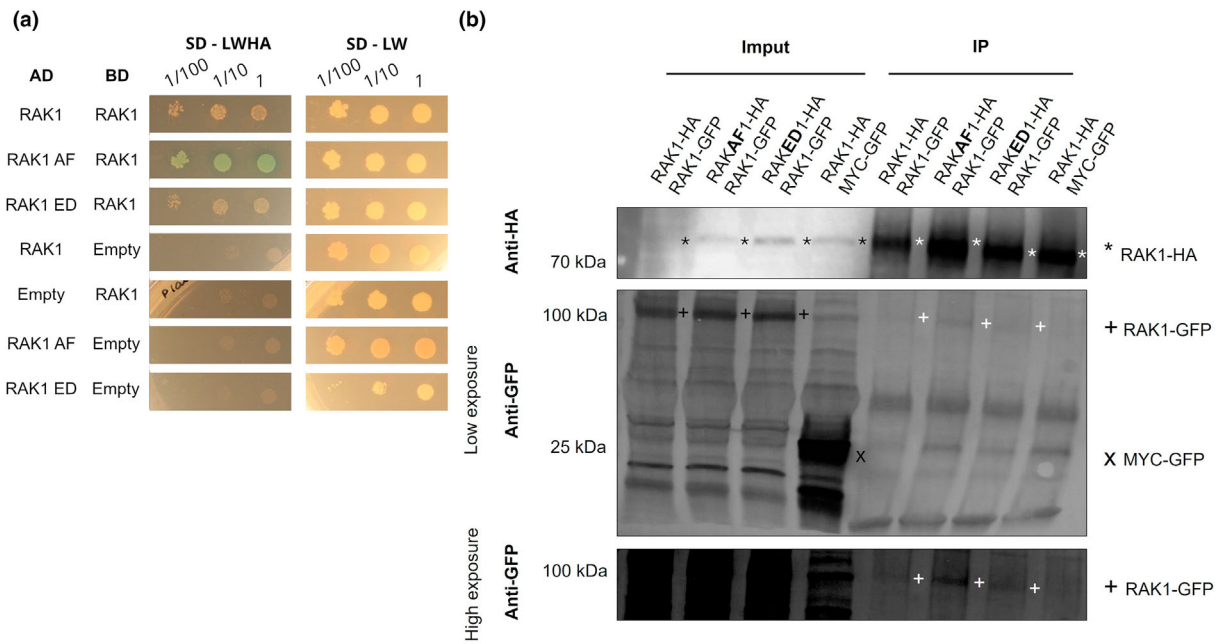 (a)
SD - LWHA SD - LW
AD BD 1/100 1/10 1 1/100 1/10 1
RAK1 RAK1
RAK1 AF RAK1
RAK1 ED RAK1
RAK1 Empty
Empty RAK1
RAK1 AF Empty
RAK1 ED Empty
(b)
Imput IP
RAK1-HA
RAK1-GFP
RAKAF1-HA
RAK1-GFP
RAKED1-HA
RAK1-GFP
RAK1-HA
MYC-GFP
RAK1-HA
RAK1-GFP
RAKAF1-HA
RAK1-GFP
RAKED1-HA
RAK1-GFP
RAK1-HA
MYC-GFP
Anti-HA
70 kDa
* * * * * * * *
* RAK1-HA
Low exposure
Anti-GFP
100 kDa
+ + + + + +
+ RAK1-GFP
25 kDa
x
x MYC-GFP
High exposure
Anti-GFP
100 kDa
+ + +
+ RAK1-GFP